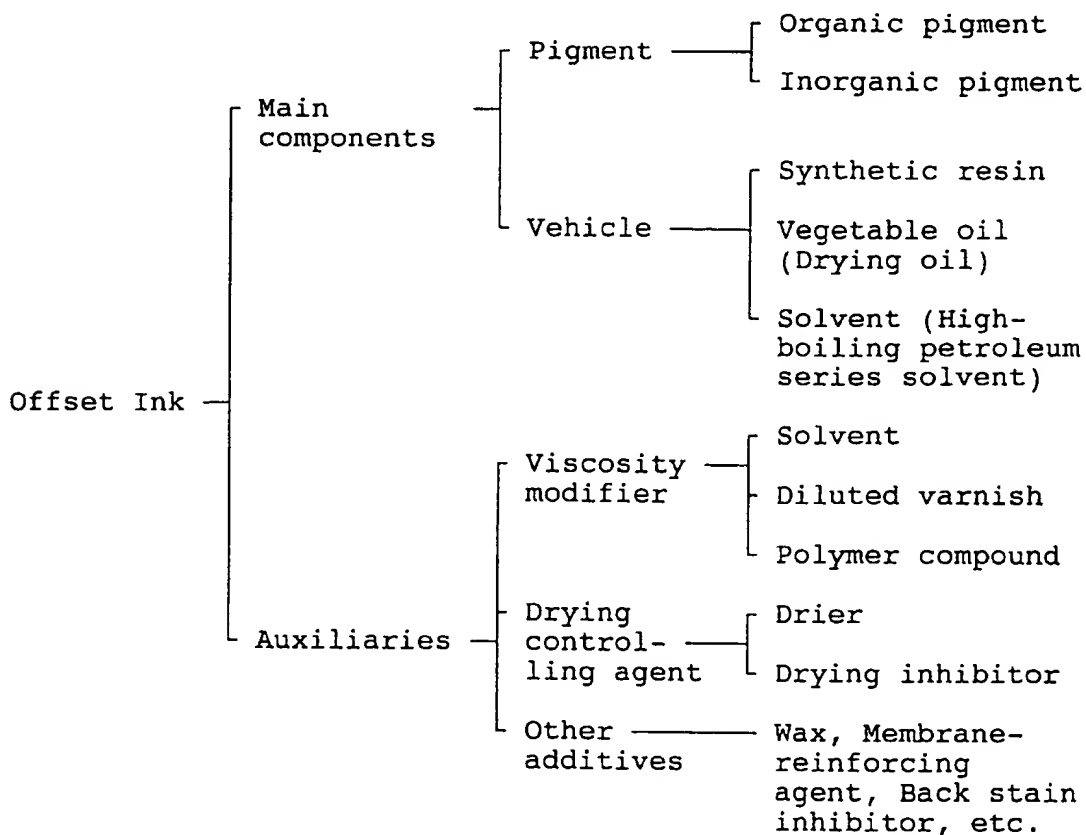 Offset Ink
Main
components
Pigment
Organic pigment
Inorganic pigment
Vehicle
Synthetic resin
Vegetable oil
(Drying oil)
Solvent (High-
boiling petroleum
series solvent)
Auxiliaries
Viscosity
modifier
Solvent
Diluted varnish
Polymer compound
Drying
control-
ling agent
Drier
Drying inhibitor
Other
additives
Wax, Membrane-
reinforcing
agent, Back stain
inhibitor, etc.